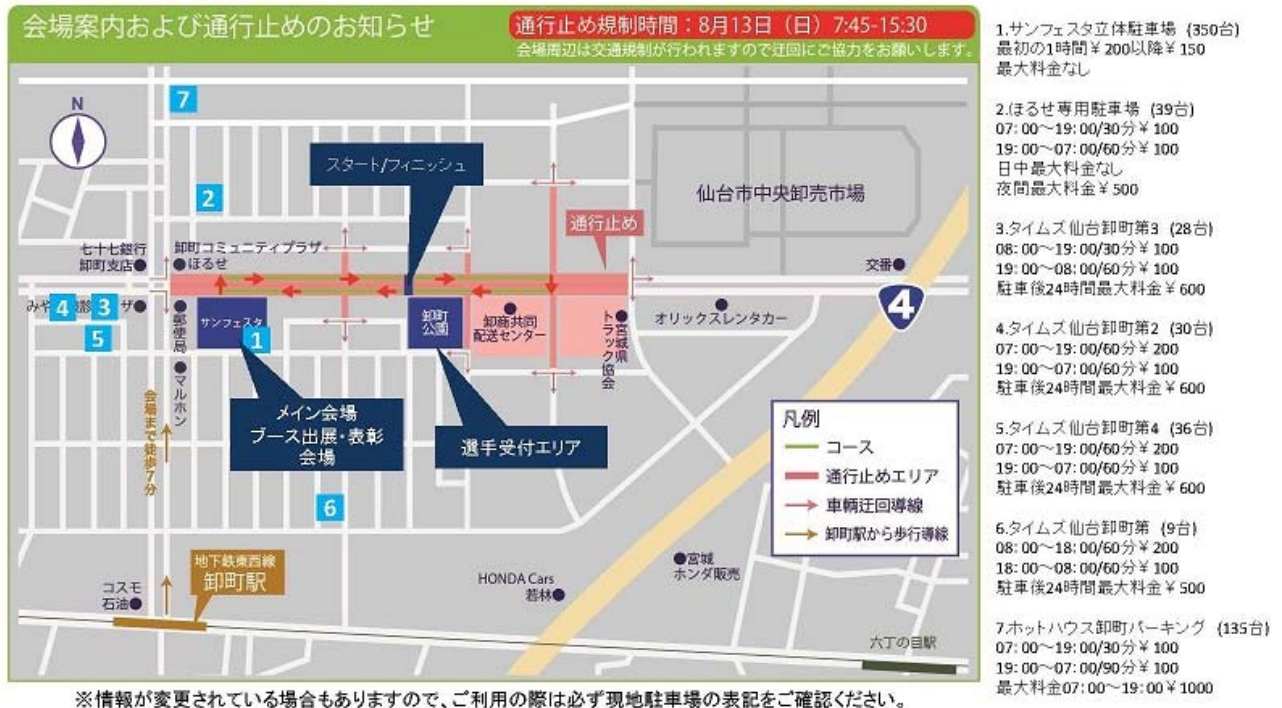 会場案内および通行止めのお知らせ
通行止め規制時間：8月13日（日）7:45-15:30
会場周辺は交通規制が行われますので迂回にご協力をお願いします。
N
7
スタート/フィニッシュ
2
仙台市中央卸売市場
通行止め
七十七銀行
卸町支店
卸町コミュニティプラザ
ほるせ
交番
4
みや
4
3
ザ
5
郵便局
サンフェスタ
1
卸町
公園
卸商共同
配送センター
宮城県
トラック協会
オリックスレンタカー
4
マルホン
会場まで徒歩7分
メイン会場
ブース出展・表彰
会場
選手受付エリア
凡例
コース
通行止めエリア
車輌迂回導線
卸町駅から歩行導線
6
地下鉄東西線
卸町駅
コスモ
石油
HONDA Cars
若林
宮城
ホンダ販売
六丁の目駅
※情報が変更されている場合もありますので、ご利用の際は必ず現地駐車場の表記をご確認ください。
1.サンフェスタ立体駐車場 (350台)
最初の1時間￥200以降￥150
最大料金なし
2.ほるせ専用駐車場 (39台)
07:00～19:00/30分￥100
19:00～07:00/60分￥100
日中最大料金なし
夜間最大料金￥500
3.タイムズ仙台卸町第3 (28台)
08:00～19:00/30分￥100
19:00～08:00/60分￥100
駐車後24時間最大料金￥600
4.タイムズ仙台卸町第2 (30台)
07:00～19:00/60分￥200
19:00～07:00/60分￥100
駐車後24時間最大料金￥600
5.タイムズ仙台卸町第4 (36台)
07:00～19:00/60分￥200
19:00～07:00/60分￥100
駐車後24時間最大料金￥600
6.タイムズ仙台卸町第 (9台)
08:00～18:00/60分￥200
18:00～08:00/60分￥100
駐車後24時間最大料金￥500
7.ホットハウス卸町パーキング (135台)
07:00～19:00/30分￥100
19:00～07:00/90分￥100
最大料金07:00～19:00￥1000